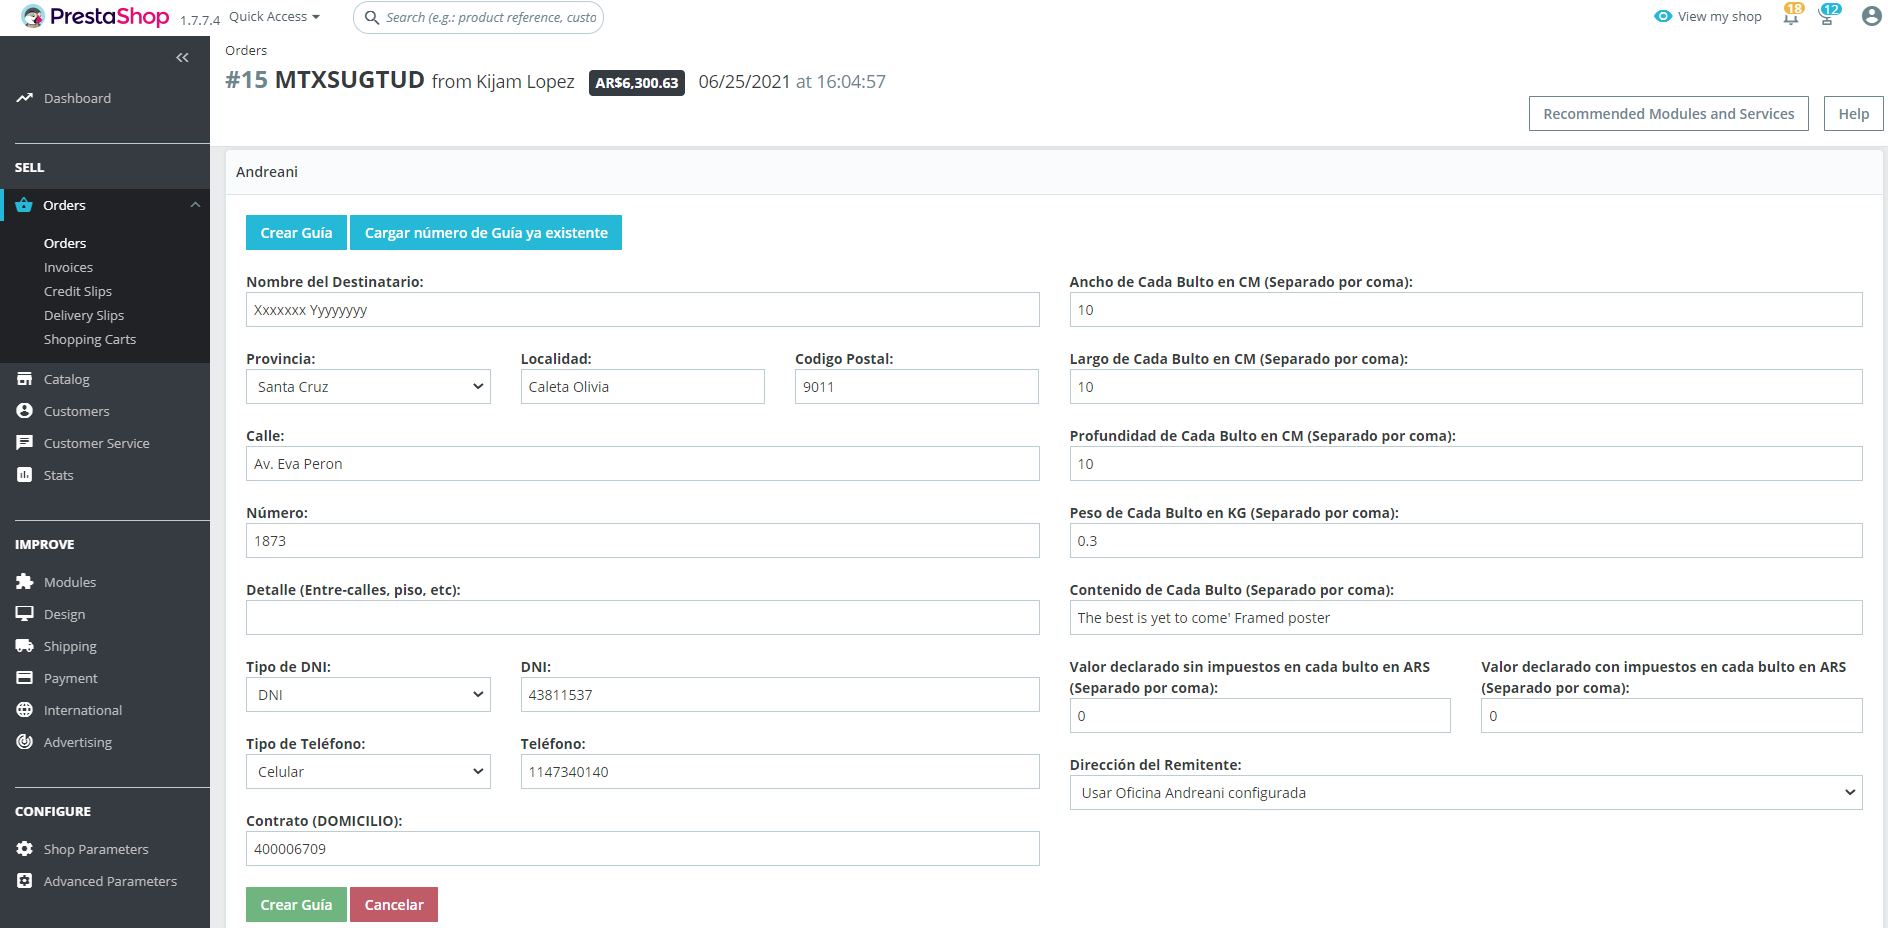 PrestaShop 1.7.7.4
Quick Access
Search (e.g.: product reference, custo
View my shop
18
12
Dashboard
SELL
Orders
Orders
Invoices
Credit Slips
Delivery Slips
Shopping Carts
Catalog
Customers
Customer Service
Stats
IMPROVE
Modules
Design
Shipping
Payment
International
Advertising
CONFIGURE
Shop Parameters
Advanced Parameters
Orders
#15 MTXSUGTUD from Kijam Lopez AR$6,300.63 06/25/2021 at 16:04:57
Recommended Modules and Services
Help
Andreani
Crear Guía
Cargar número de Guía ya existente
Nombre del Destinatario:
Xxxxxxx Yyyyyyyy
Provincia:
Santa Cruz
Localidad:
Caleta Olivia
Codigo Postal:
9011
Calle:
Av. Eva Peron
Número:
1873
Detalle (Entre-calles, piso, etc):
Tipo de DNI:
DNI
DNI:
43811537
Tipo de Teléfono:
Celular
Teléfono:
1147340140
Contrato (DOMICILIO):
400006709
Crear Guía
Cancelar
Ancho de Cada Bulto en CM (Separado por coma):
10
Largo de Cada Bulto en CM (Separado por coma):
10
Profundidad de Cada Bulto en CM (Separado por coma):
10
Peso de Cada Bulto en KG (Separado por coma):
0.3
Contenido de Cada Bulto (Separado por coma):
The best is yet to come' Framed poster
Valor declarado sin impuestos en cada bulto en ARS
(Separado por coma):
0
Valor declarado con impuestos en cada bulto en ARS
(Separado por coma):
0
Dirección del Remitente:
Usar Oficina Andreani configurada